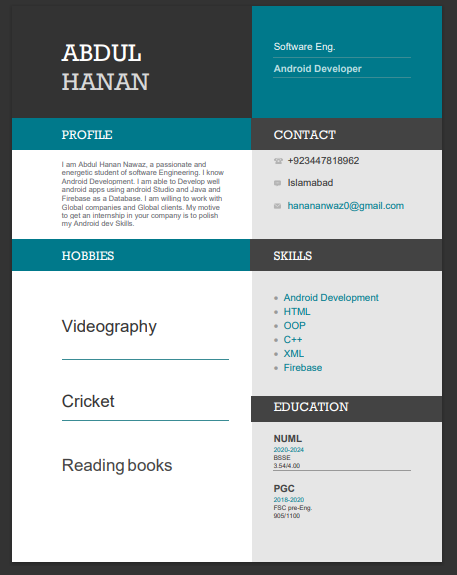 ABDUL
HANAN
Software Eng.
Android Developer
PROFILE
I am Abdul Hanan Nawaz, a passionate and
energetic student of software Engineering. I know
Android Development. I am able to Develop well
android apps using android Studio and Java and
Firebase as a Database. I am willing to work with
Global companies and Global clients. My motive
to get an internship in your company is to polish
my Android dev Skills.
CONTACT
+923447818962
Islamabad
hanananwaz0@gmail.com
HOBBIES
Videography
Cricket
Reading books
SKILLS
Android Development
HTML
OOP
C++
XML
Firebase
EDUCATION
NUML
2020-2024
BSSE
3.54/4.00
PGC
2018-2020
FSC pre-Eng.
905/1100